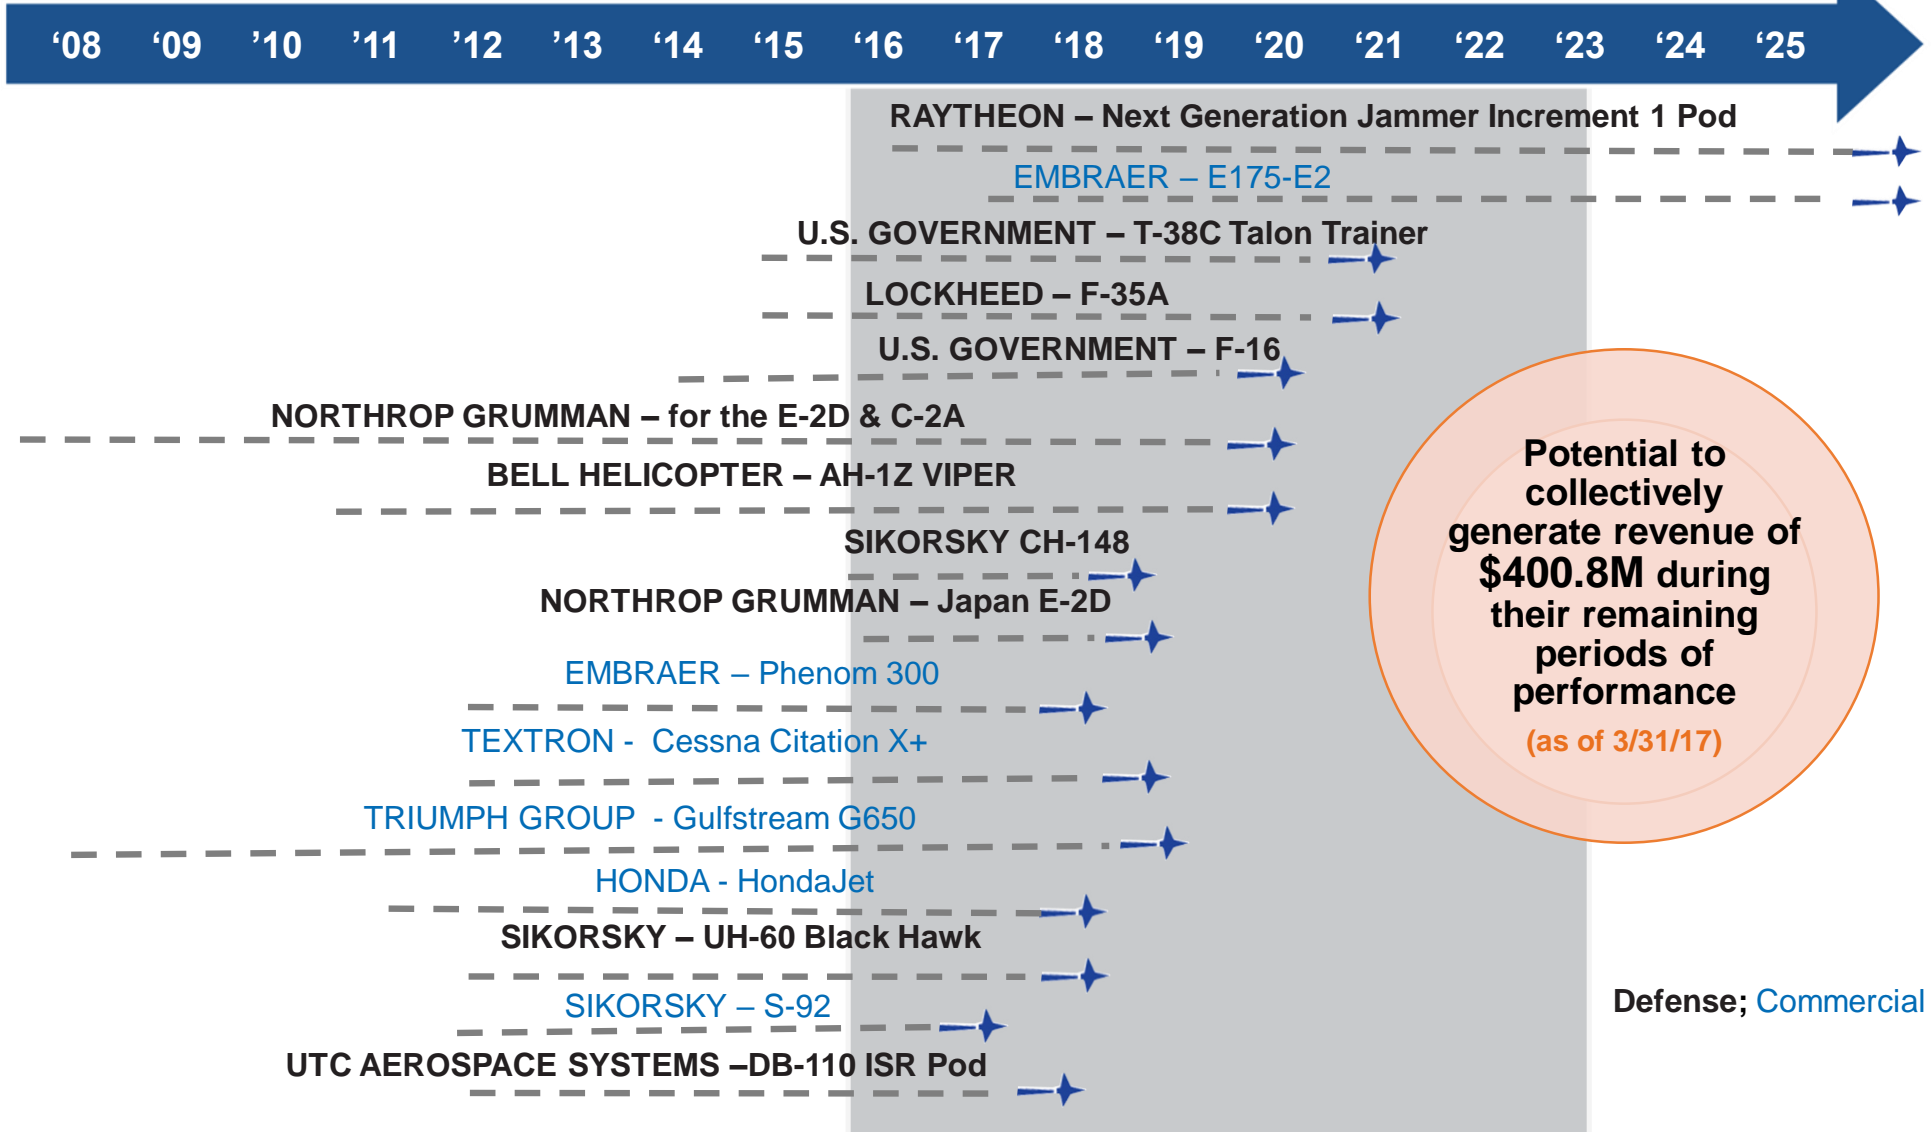 ‘08 ‘09 ’10 ’11 ’12 ’13 ‘14 ‘15 ‘16 ‘17 ‘18 ‘19 ‘20 ‘21 ‘22 ‘23 ‘24 ‘25
RAYTHEON – Next Generation Jammer Increment 1 Pod
EMBRAER – E175-E2
U.S. GOVERNMENT – T-38C Talon Trainer
LOCKHEED – F-35A
U.S. GOVERNMENT – F-16
NORTHROP GRUMMAN – for the E-2D & C-2A
BELL HELICOPTER – AH-1Z VIPER
SIKORSKY CH-148
NORTHROP GRUMMAN – Japan E-2D
EMBRAER – Phenom 300
TEXTRON - Cessna Citation X+
TRIUMPH GROUP - Gulfstream G650
HONDA - HondaJet
SIKORSKY – UH-60 Black Hawk
SIKORSKY – S-92
UTC AEROSPACE SYSTEMS –DB-110 ISR Pod
Potential to
collectively
generate revenue of
$400.8M during
their remaining
periods of
performance
(as of 3/31/17)
Defense; Commercial